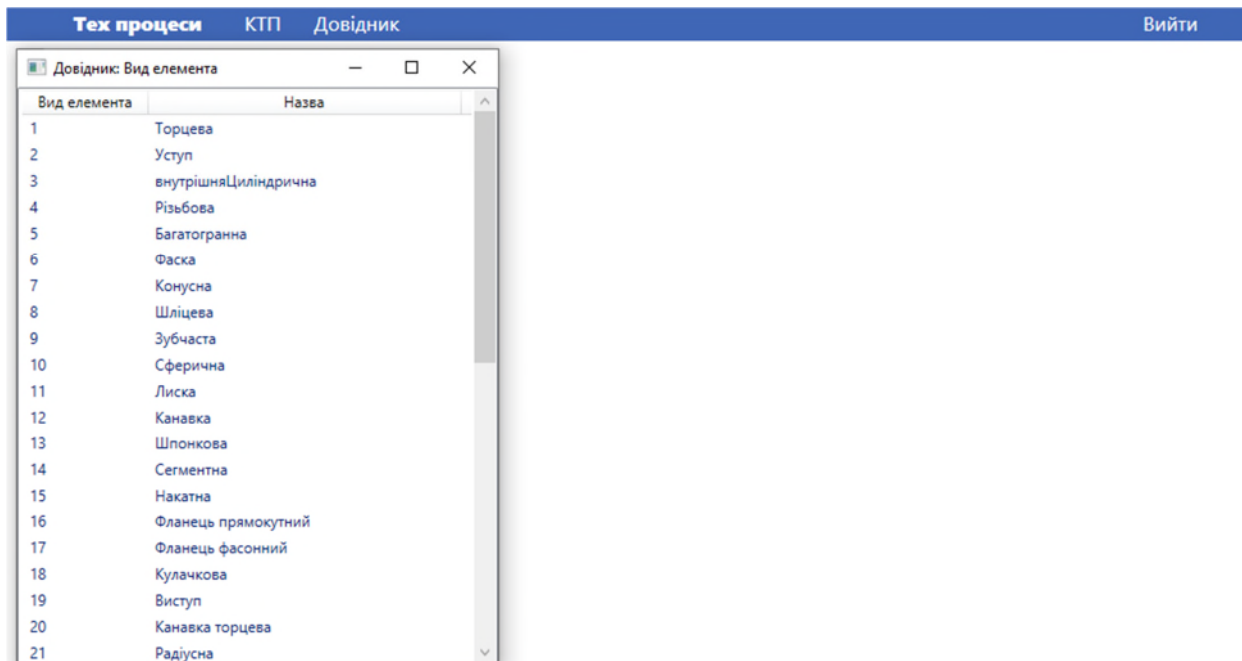 Тех процеси КТП Довідник Вийти
Довідник: Вид елемента
Вид елемента Назва
1 Торцева
2 Уступ
3 внутрішняЦиліндрична
4 Різьбова
5 Багатогранна
6 Фаска
7 Конусна
8 Шліцева
9 Зубчаста
10 Сферична
11 Лиска
12 Канавка
13 Шпонкова
14 Сегментна
15 Накатна
16 Фланець прямокутний
17 Фланець фасонний
18 Кулачкова
19 Виступ
20 Канавка торцева
21 Радіусна